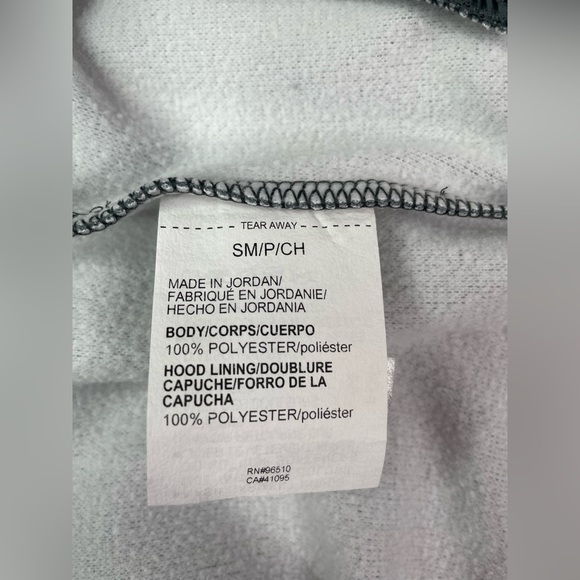 TEAR AWAY
SM/P/CH
MADE IN JORDAN/
FABRIQUÉ EN JORDANIE/
HECHO EN JORDANIA
BODY/CORPS/CUERPO
100% POLYESTER/poliéster
HOOD LINING/DOUBLURE
CAPUCHE/FORRO DE LA
CAPUCHA
100% POLYESTER/poliéster
RN#96510
CA#41095